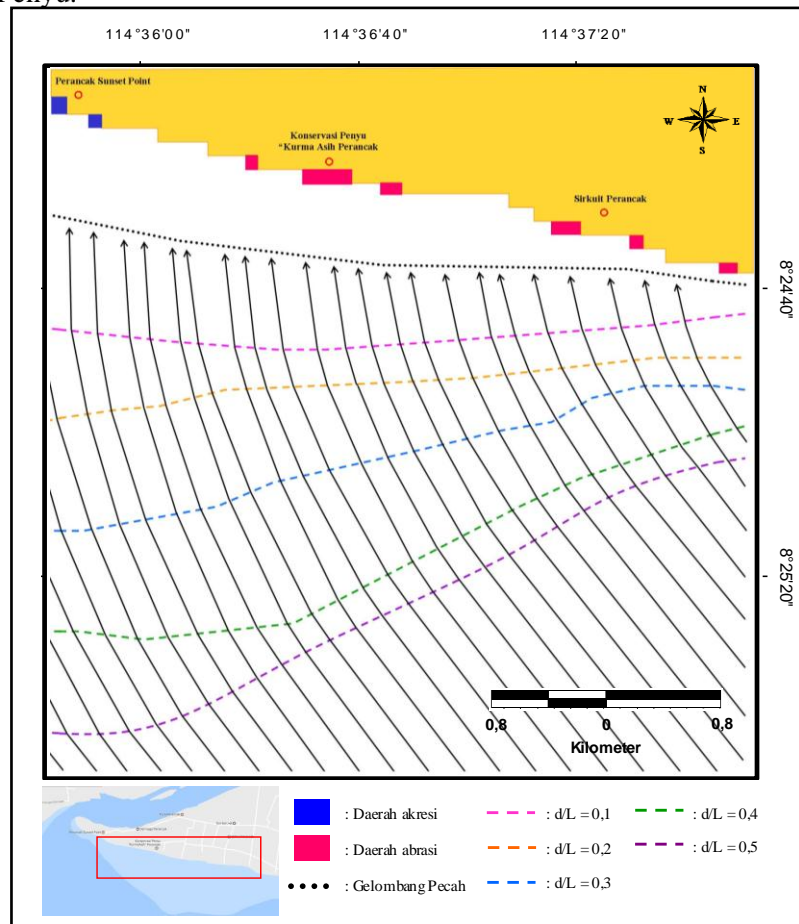 Penyu.
114°36'00" 114°36'40" 114°37'20"
Perancak Sunset Point
N
W E
S
Konservasi Penyu
“Kurma Asih Perancak
Sirkuit Perancak
8°24'40"
8°25'20"
0,8 0 0,8
Kilometer
: Daerah akresi
: d/L = 0,1
: d/L = 0,4
: Daerah abrasi
: d/L = 0,2
: d/L = 0,5
: Gelombang Pecah
: d/L = 0,3